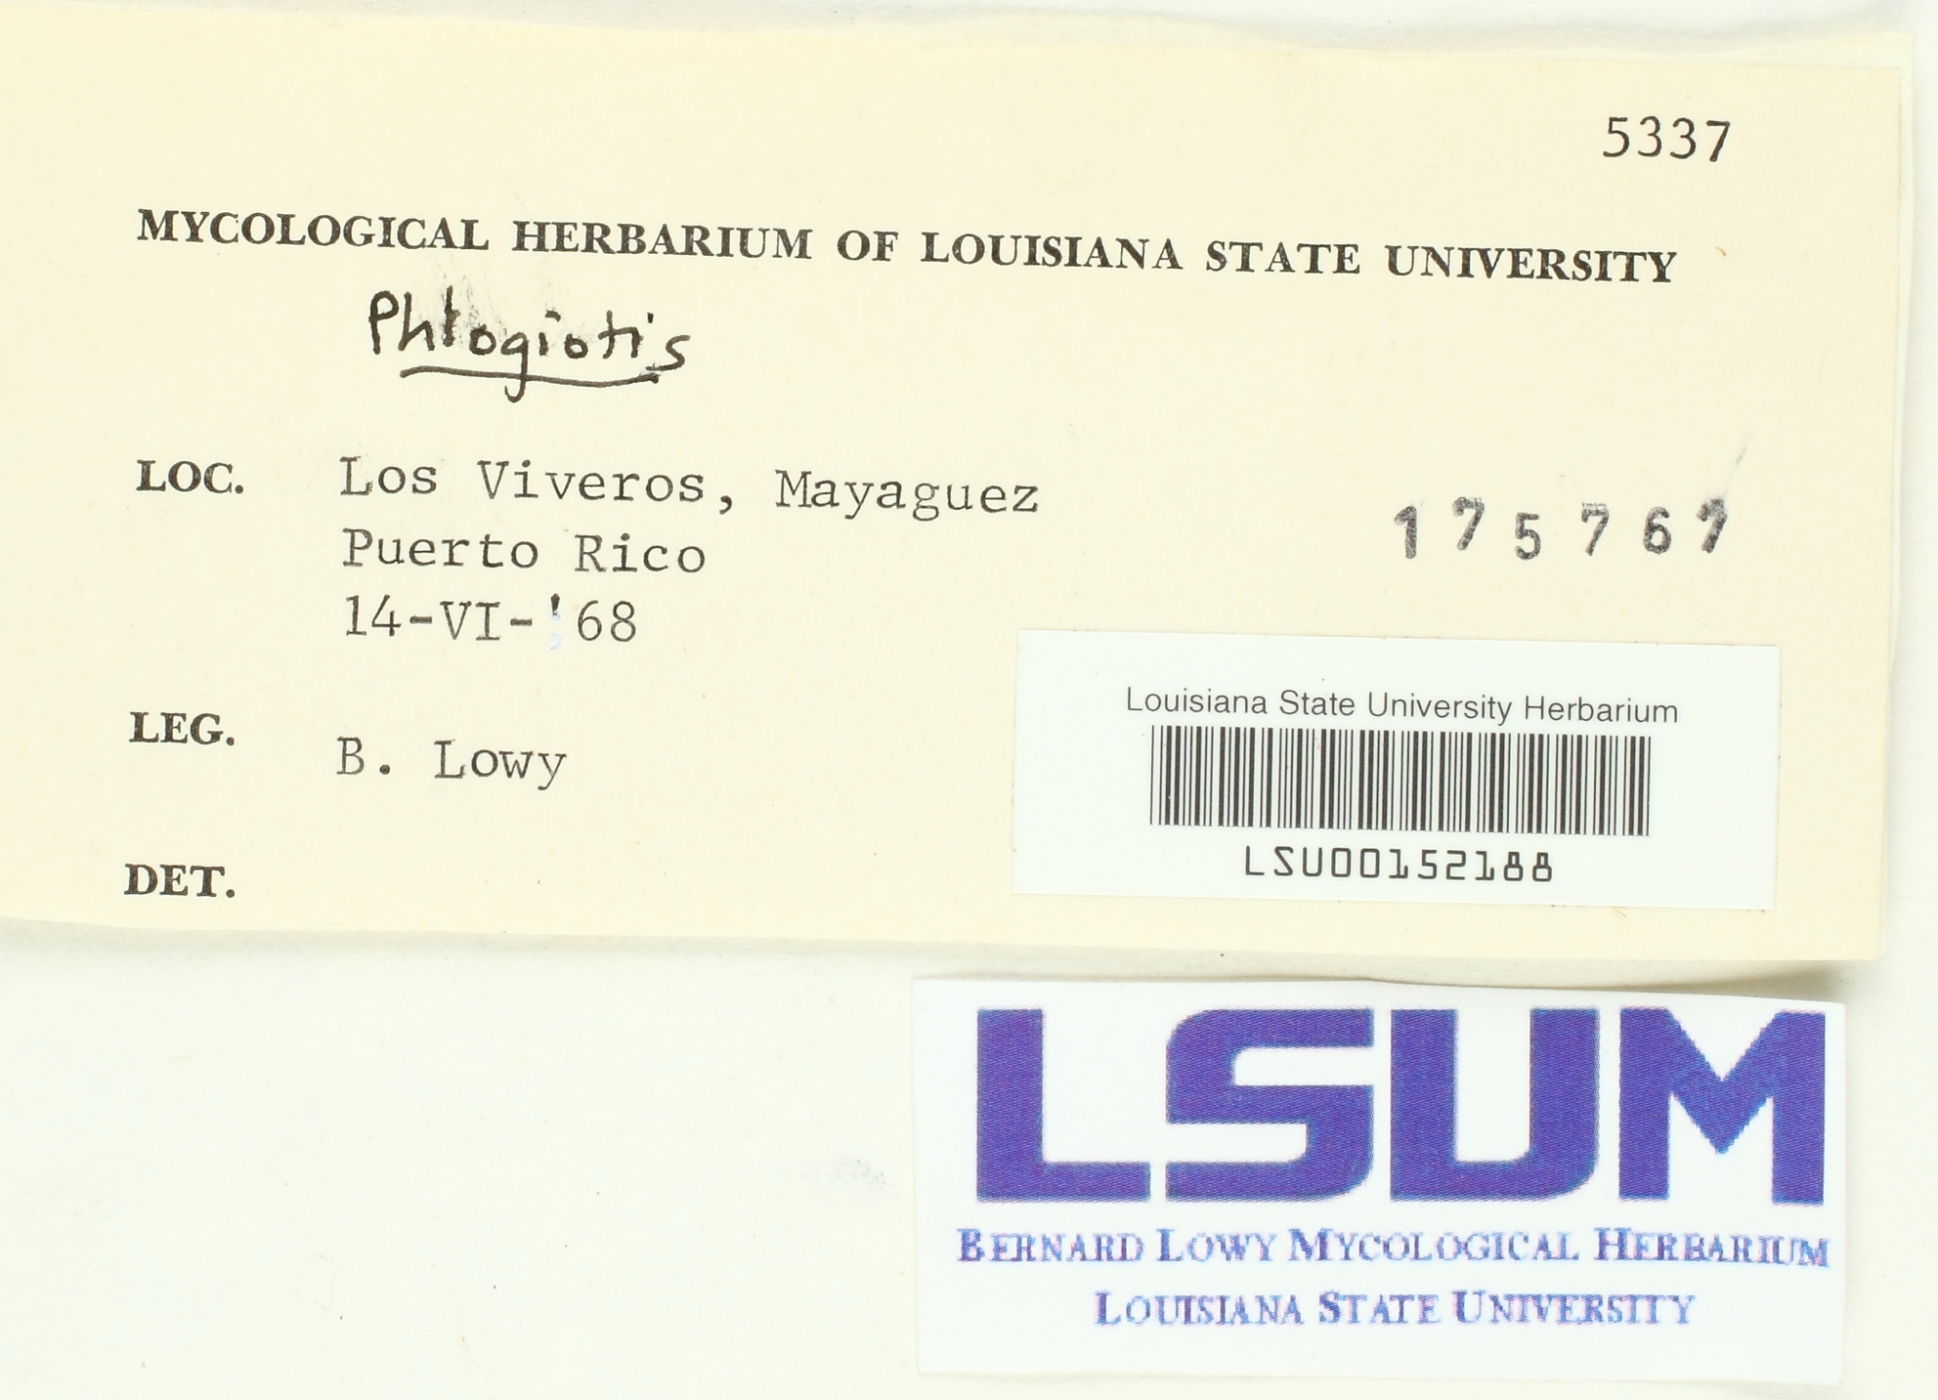 5337
MYCOLOGICAL HERBARIUM OF LOUISIANA STATE UNIVERSITY
Phlogiotis
LOC. Los Viveros, Mayaguez
Puerto Rico
175767
14-VI-'68
LEG. B. Lowy
DET.
Louisiana State University Herbarium
LSU00152188
LSUM
BERNARD LOWY MYCOLOGICAL HERBARIUM
LOUISIANA STATE UNIVERSITY